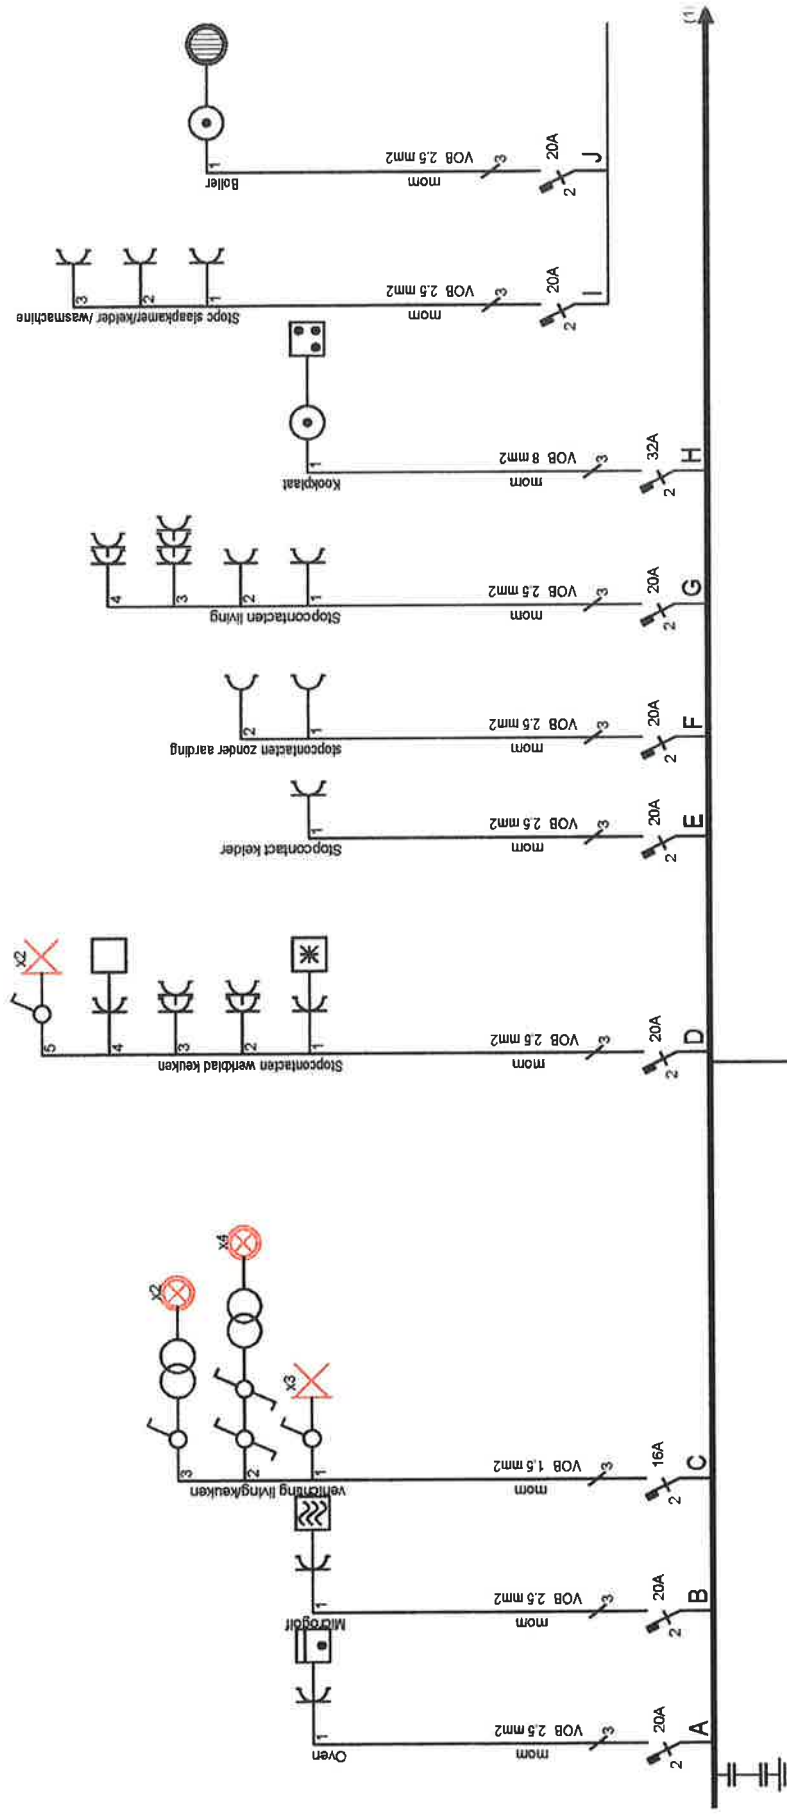 Oven
1
mom
VOB 2,5 mm2
3
20A
2
A
Microgolf
1
mom
VOB 2,5 mm2
3
20A
2
B
verlichting living/keuken
1
x3
2
x4
3
x2
mom
VOB 1,5 mm2
3
16A
2
C
Stopcontacten werkblad keuken
1
2
3
4
5
x2
mom
VOB 2,5 mm2
3
20A
2
D
Stopcontact kelder
1
mom
VOB 2,5 mm2
3
20A
2
E
stopcontacten zonder aarding
1
2
mom
VOB 2,5 mm2
3
20A
2
F
Stopcontacten living
1
2
3
4
mom
VOB 2,5 mm2
3
20A
2
G
Kookplaat
1
mom
VOB 8 mm2
3
32A
2
H
Stopc slaapkamer/kelder /wasmachine
1
2
3
mom
VOB 2,5 mm2
3
20A
2
I
Boiler
1
mom
VOB 2,5 mm2
3
20A
2
J
(1)